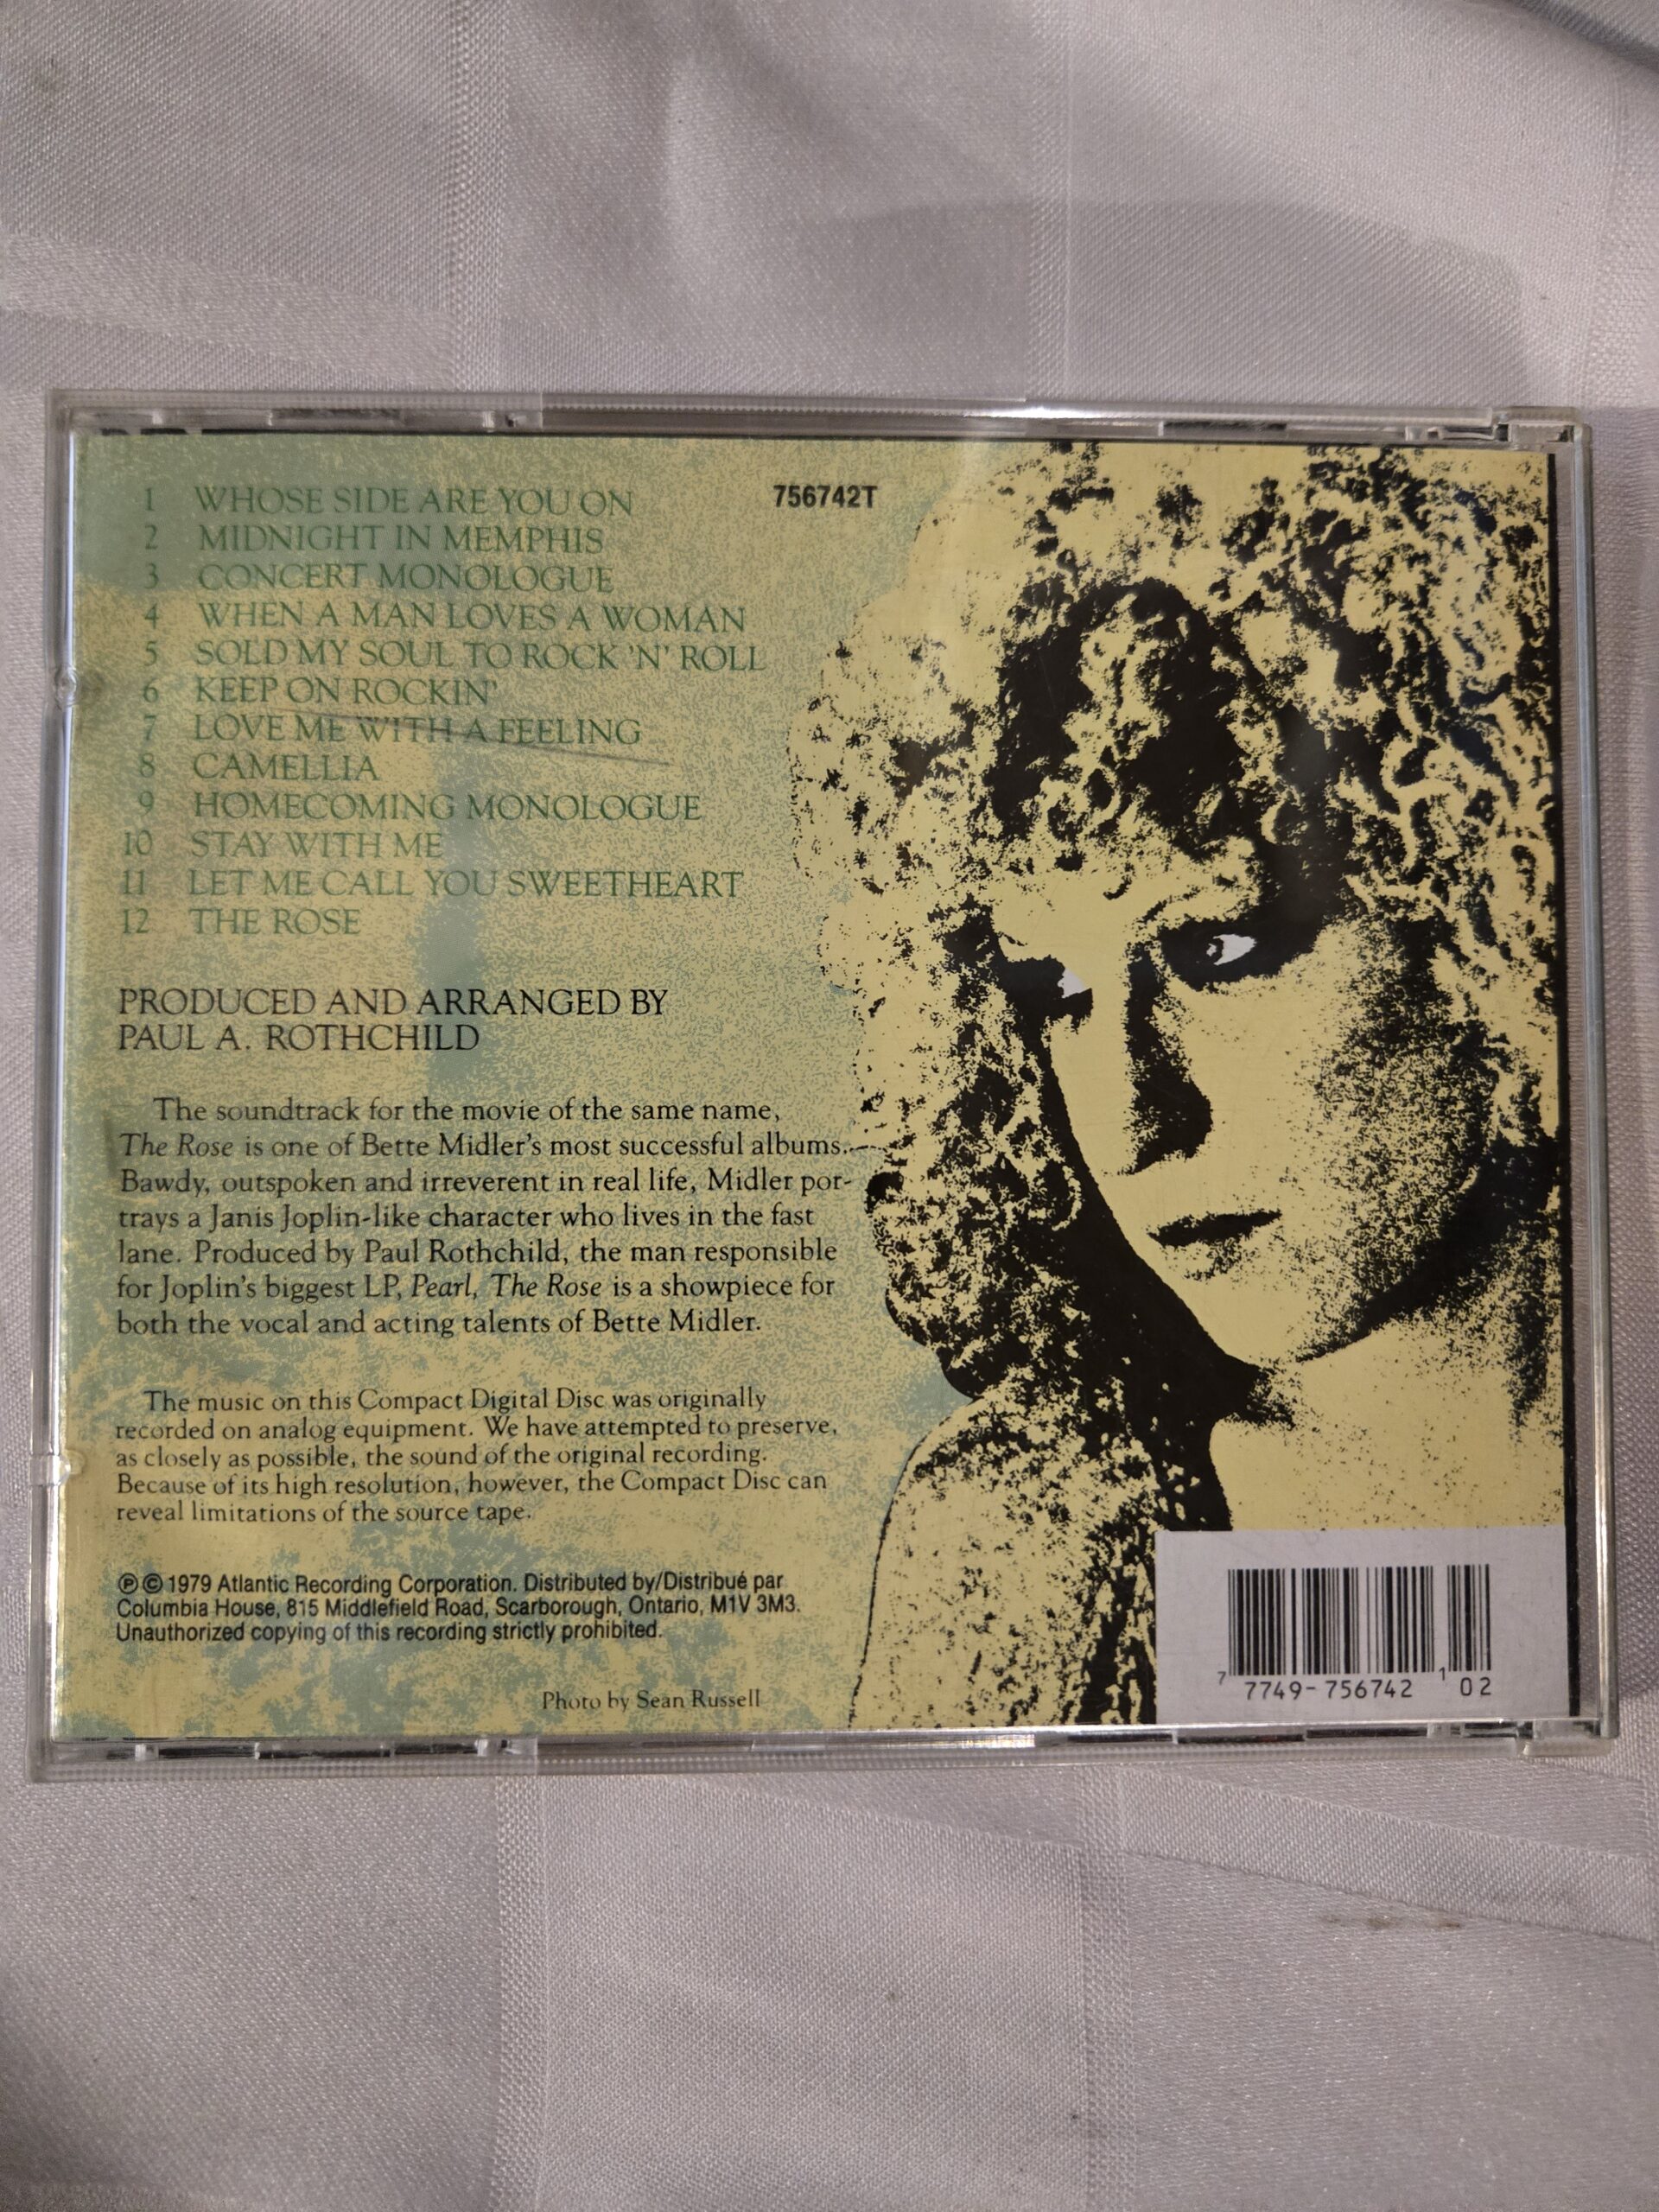 756742T
1 WHOSE SIDE ARE YOU ON
2 MIDNIGHT IN MEMPHIS
3 CONCERT MONOLOGUE
4 WHEN A MAN LOVES A WOMAN
5 SOLD MY SOUL TO ROCK 'N' ROLL
6 KEEP ON ROCKIN'
7 LOVE ME WITH A FEELING
8 CAMELLIA
9 HOMECOMING MONOLOGUE
10 STAY WITH ME
11 LET ME CALL YOU SWEETHEART
12 THE ROSE
PRODUCED AND ARRANGED BY
PAUL A. ROTHCHILD
The soundtrack for the movie of the same name,
The Rose is one of Bette Midler's most successful albums.
Bawdy, outspoken and irreverent in real life, Midler por-
trays a Janis Joplin-like character who lives in the fast
lane. Produced by Paul Rothchild, the man responsible
for Joplin's biggest LP, Pearl, The Rose is a showpiece for
both the vocal and acting talents of Bette Midler.
The music on this Compact Digital Disc was originally
recorded on analog equipment. We have attempted to preserve,
as closely as possible, the sound of the original recording.
Because of its high resolution, however, the Compact Disc can
reveal limitations of the source tape.
℗©1979 Atlantic Recording Corporation. Distributed by/Distribué par
Columbia House, 815 Middlefield Road, Scarborough, Ontario, M1V 3M3.
Unauthorized copying of this recording strictly prohibited.
Photo by Sean Russell
7 7749-756742 1 02